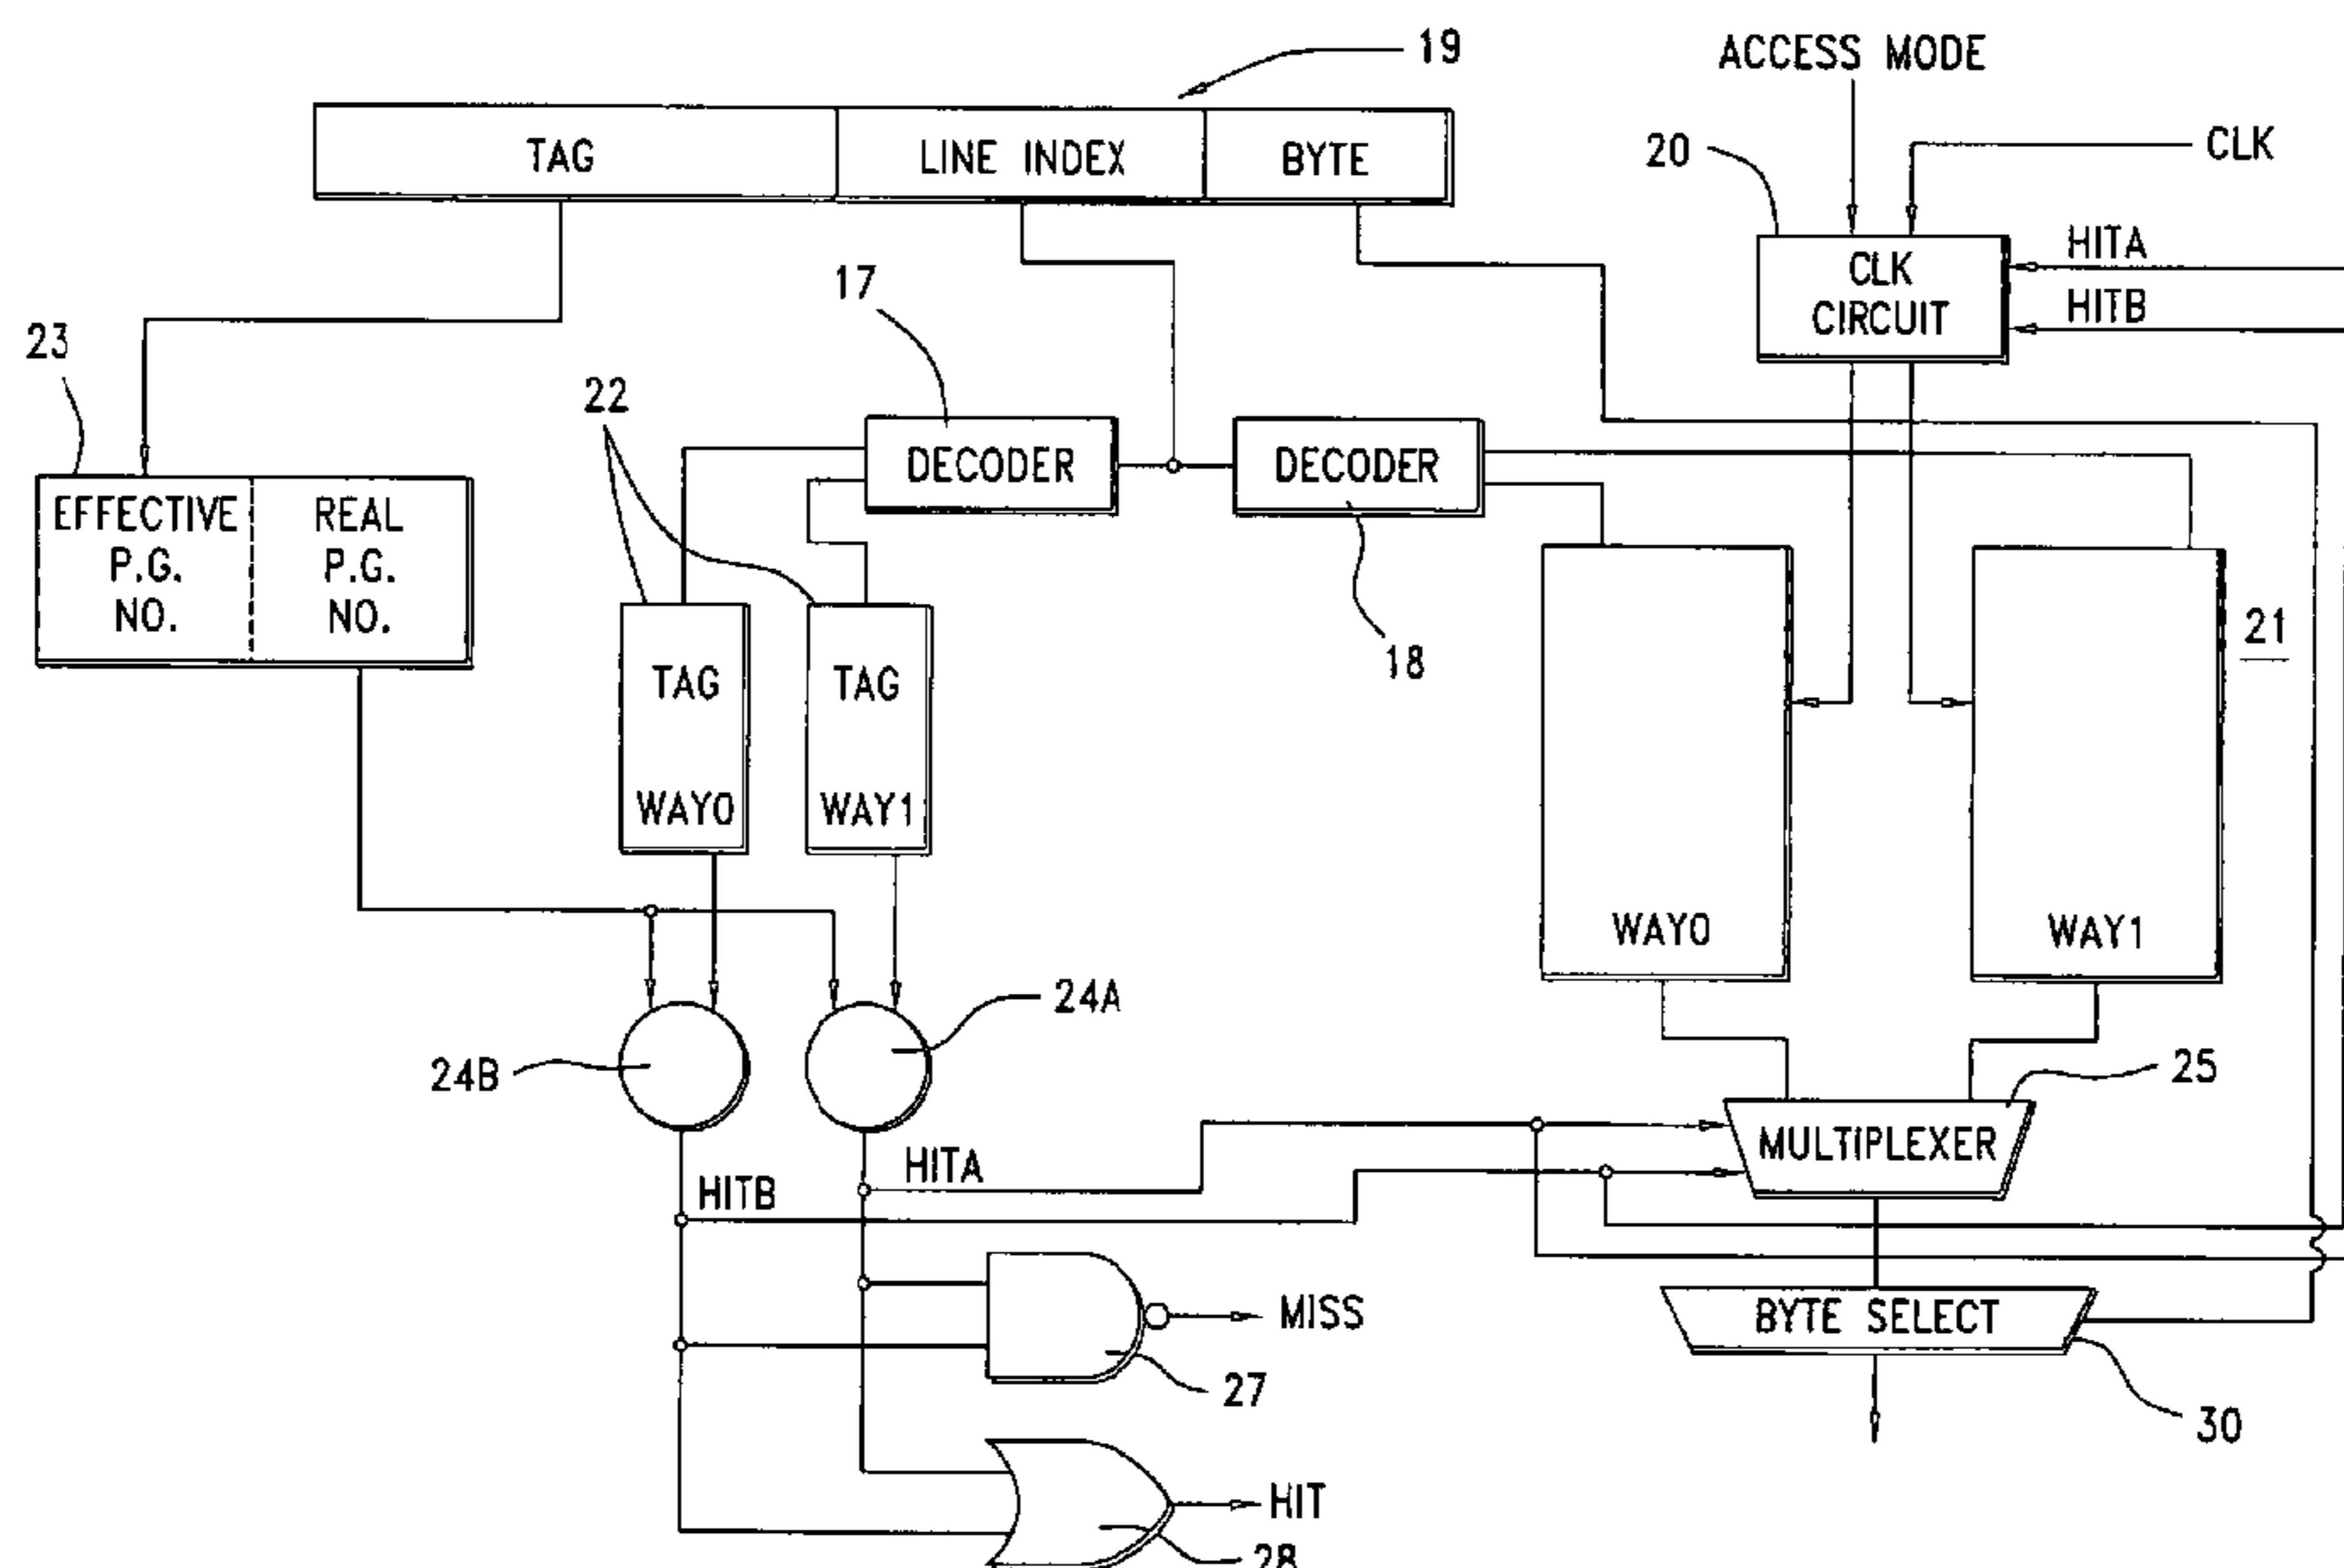 19
ACCESS MODE
TAG
LINE INDEX
BYTE
20
CLK
CLK
CIRCUIT
HITA
HITB
17
23
22
DECODER
DECODER
EFFECTIVE
P.G.
NO.
REAL
P.G.
NO.
18
21
TAG
WAY0
TAG
WAY1
WAY0
WAY1
24A
24B
25
MULTIPLEXER
HITA
HITB
MISS
27
BYTE SELECT
30
HIT
28